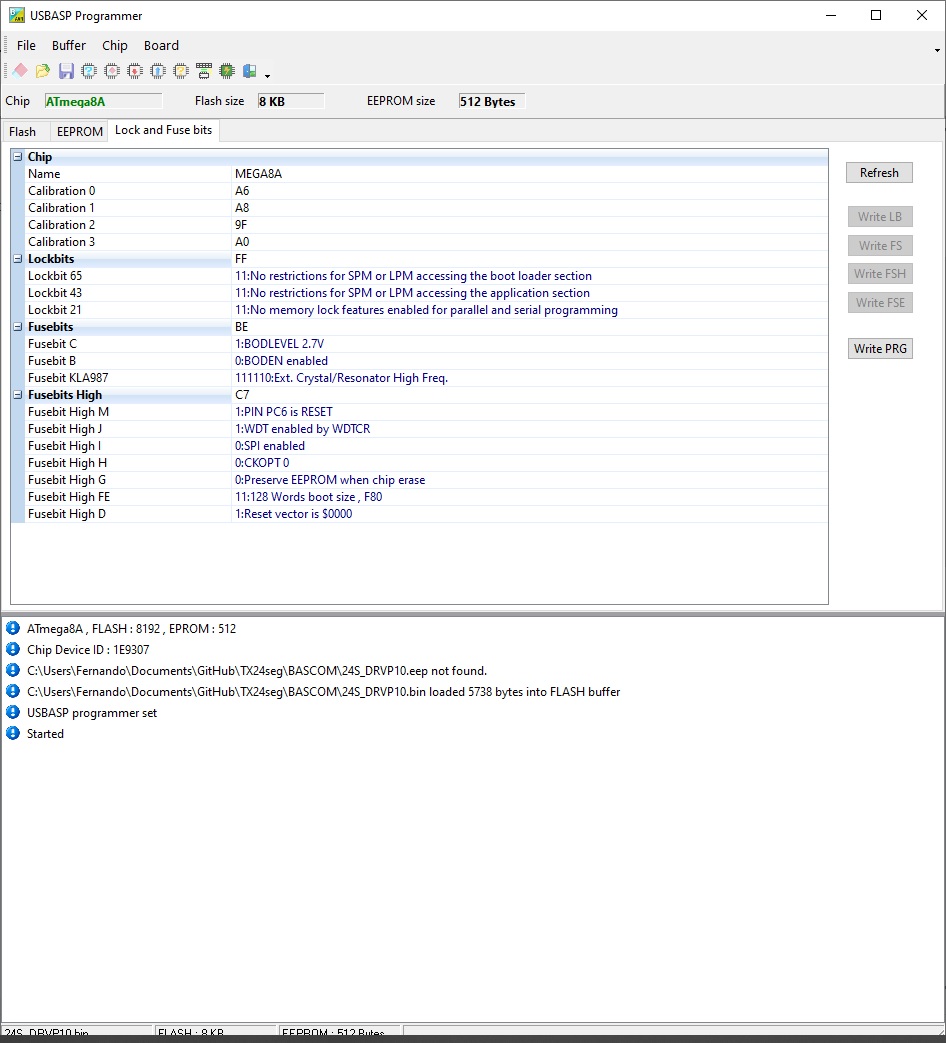 USBASP Programmer
File Buffer Chip Board
Chip ATmega8A Flash size 8 KB EEPROM size 512 Bytes
Flash EEPROM Lock and Fuse bits
Chip
Name MEGA8A
Refresh
Calibration 0 A6
Calibration 1 A8
Write LB
Calibration 2 9F
Calibration 3 A0
Write FS
Lockbits FF
Lockbit 65 11:No restrictions for SPM or LPM accessing the boot loader section
Write FSH
Lockbit 43 11:No restrictions for SPM or LPM accessing the application section
Write FSE
Lockbit 21 11:No memory lock features enabled for parallel and serial programming
Fusebits BE
Fusebit C 1:BODLEVEL 2.7V
Write PRG
Fusebit B 0:BODEN enabled
Fusebit KLA987 111110:Ext. Crystal/Resonator High Freq.
Fusebits High C7
Fusebit High M 1:PIN PC6 is RESET
Fusebit High J 1:WDT enabled by WDTCR
Fusebit High I 0:SPI enabled
Fusebit High H 0:CKOPT 0
Fusebit High G 0:Preserve EEPROM when chip erase
Fusebit High FE 11:128 Words boot size , F80
Fusebit High D 1:Reset vector is $0000
ATmega8A , FLASH : 8192 , EPROM : 512
Chip Device ID : 1E9307
C:\Users\Fernando\Documents\GitHub\TX24seg\BASCOM\24S_DRVP10.eep not found.
C:\Users\Fernando\Documents\GitHub\TX24seg\BASCOM\24S_DRVP10.bin loaded 5738 bytes into FLASH buffer
USBASP programmer set
Started
24S_DRVP10.bin FLASH : 8 KB EEPROM : 512 Bytes